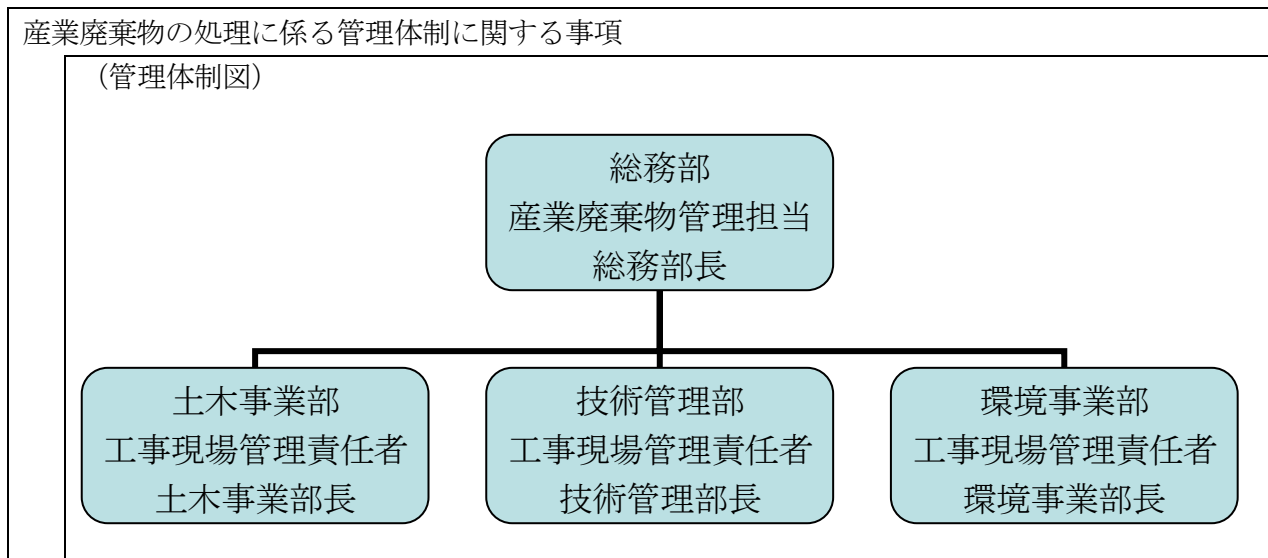 産業廃棄物の処理に係る管理体制に関する事項
（管理体制図）
総務部
産業廃棄物管理担当
総務部長
土木事業部
工事現場管理責任者
土木事業部長
技術管理部
工事現場管理責任者
技術管理部長
環境事業部
工事現場管理責任者
環境事業部長